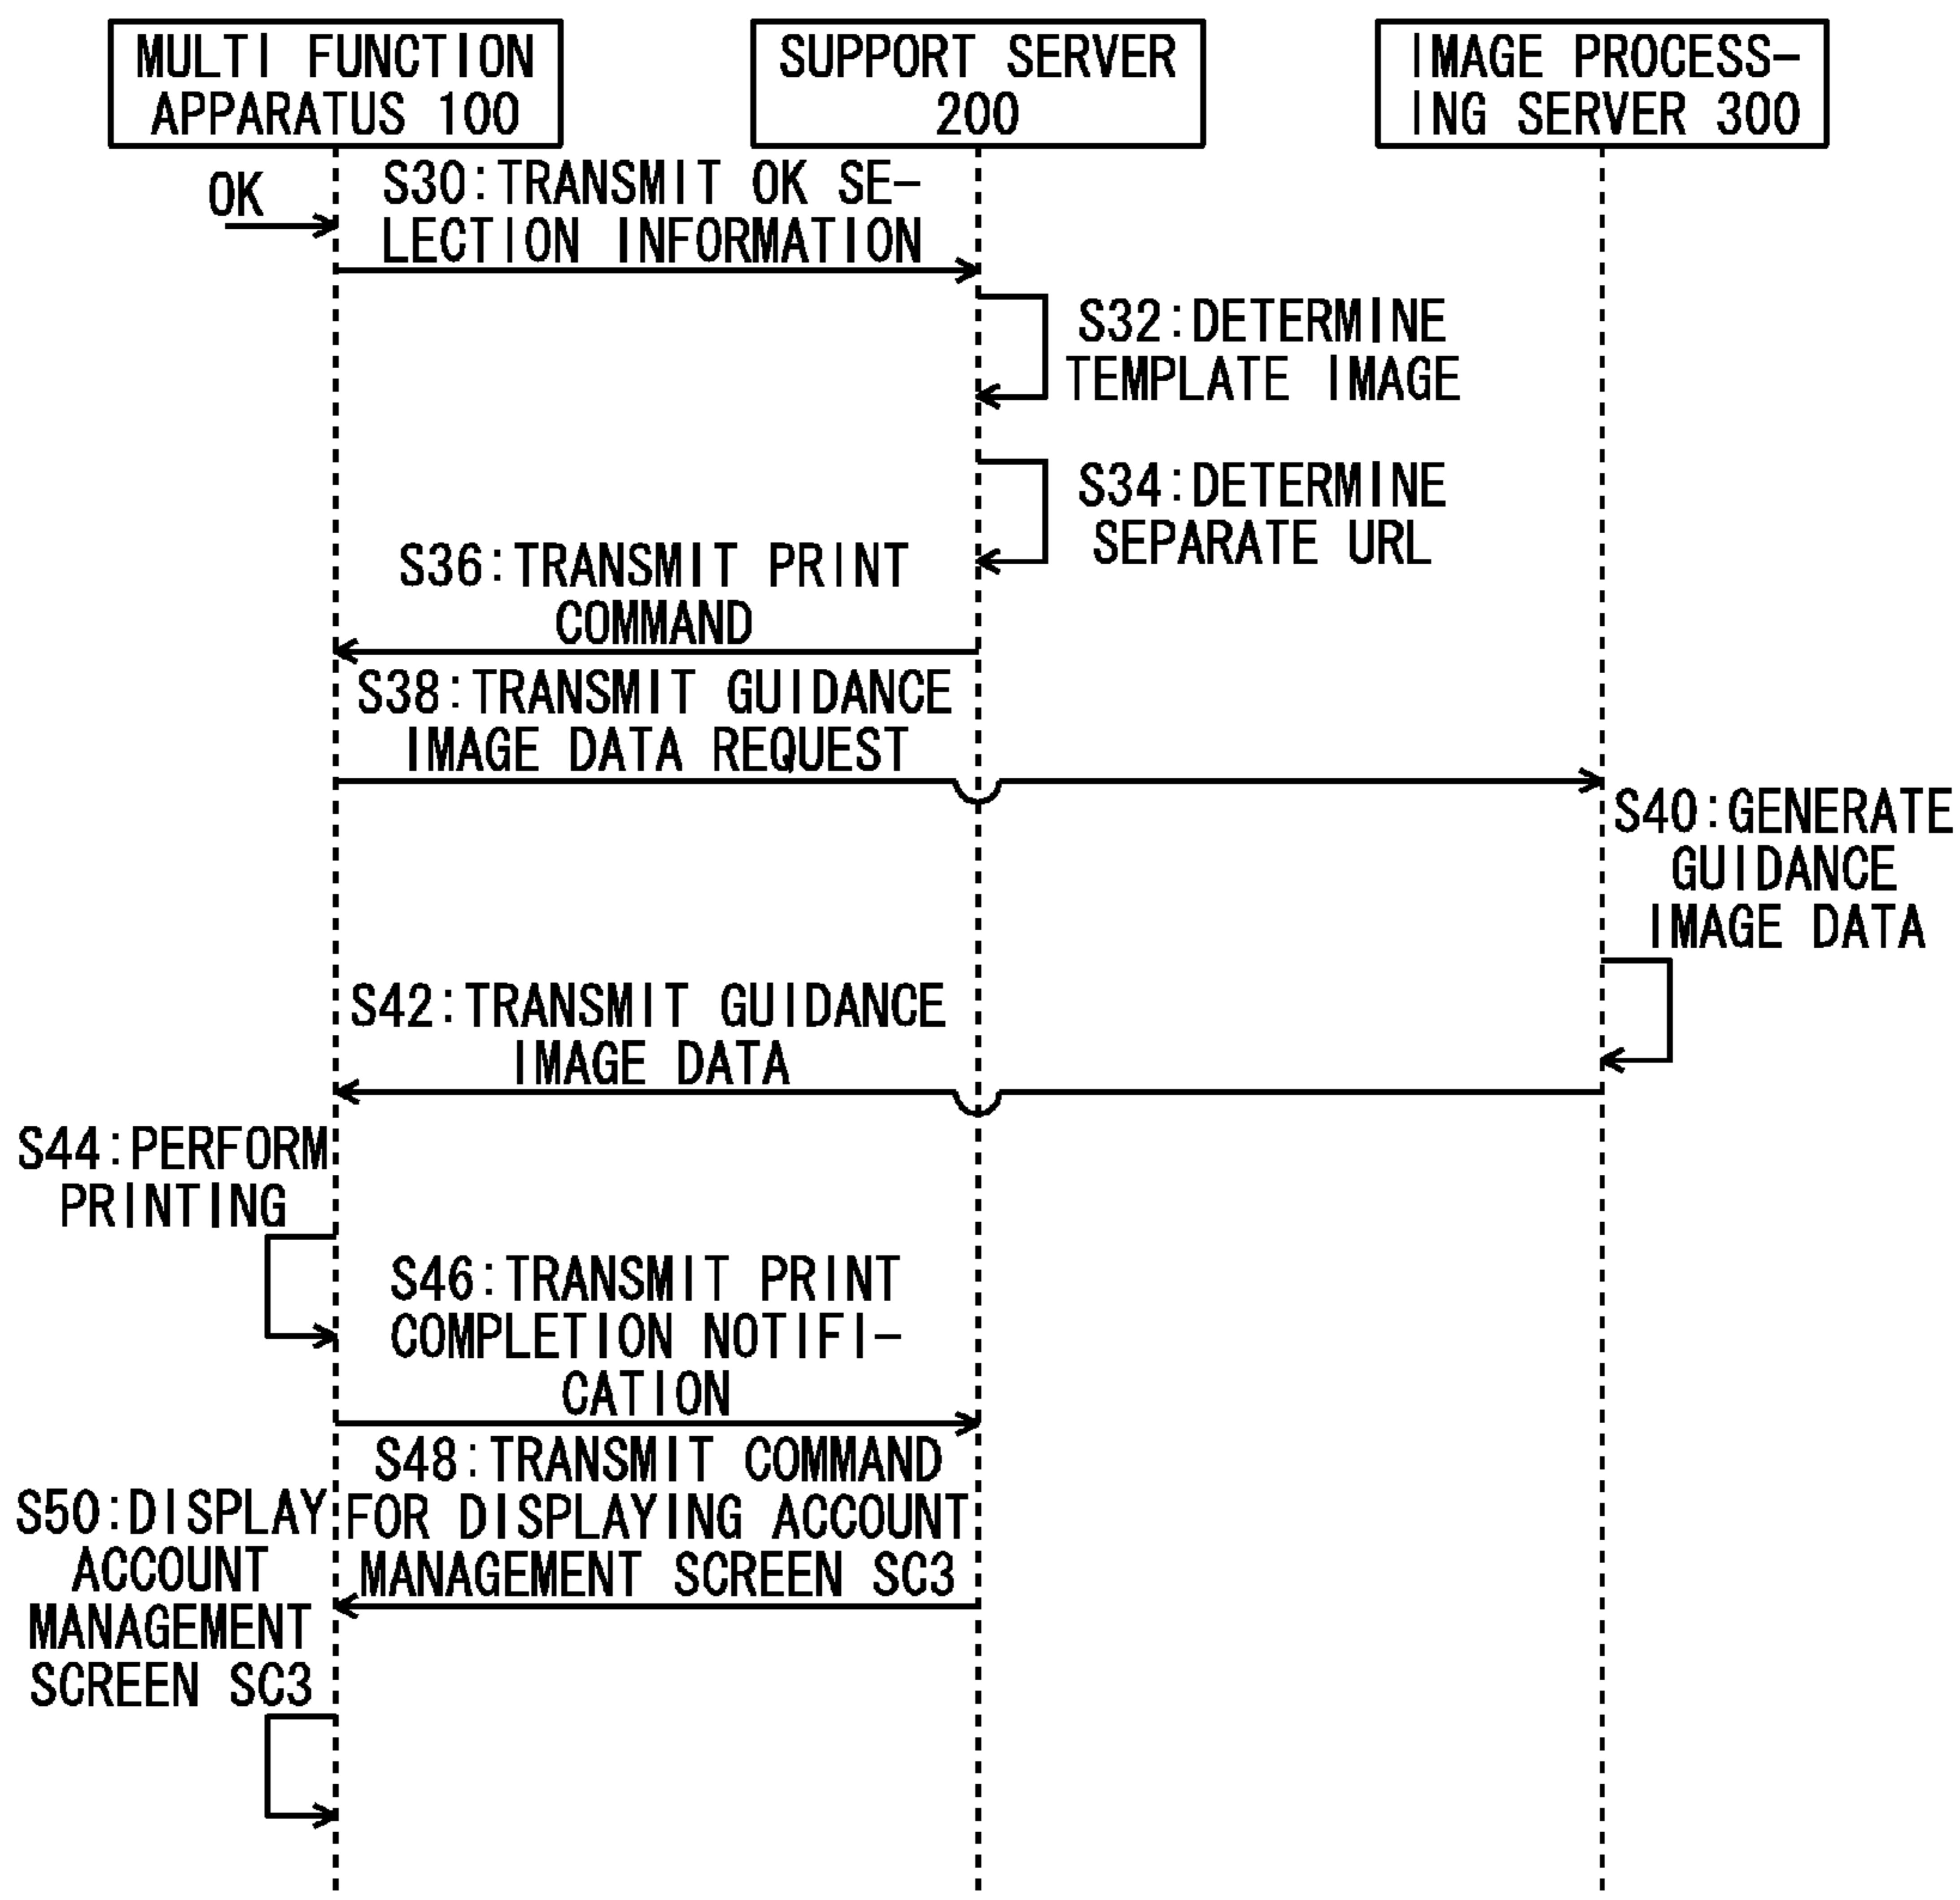 MULTI FUNCTION
APPARATUS 100
SUPPORT SERVER
200
IMAGE PROCESS-
ING SERVER 300
OK
S30:TRANSMIT OK SE-
LECTION INFORMATION
S32:DETERMINE
TEMPLATE IMAGE
S34:DETERMINE
SEPARATE URL
S36:TRANSMIT PRINT
COMMAND
S38:TRANSMIT GUIDANCE
IMAGE DATA REQUEST
S40:GENERATE
GUIDANCE
IMAGE DATA
S42:TRANSMIT GUIDANCE
IMAGE DATA
S44:PERFORM
PRINTING
S46:TRANSMIT PRINT
COMPLETION NOTIFI-
CATION
S48:TRANSMIT COMMAND
FOR DISPLAYING ACCOUNT
MANAGEMENT SCREEN SC3
S50:DISPLAY
ACCOUNT
MANAGEMENT
SCREEN SC3